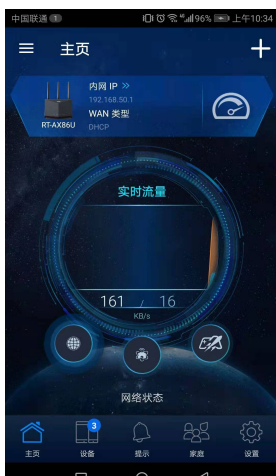 中国联通 1 96% 上午10:34
主页
内网 IP
192.168.50.1
WAN 类型
DHCP
RT-AX86U
实时流量
161 / 16
KB/s
网络状态
3
主页 设备 提示 家庭 设置